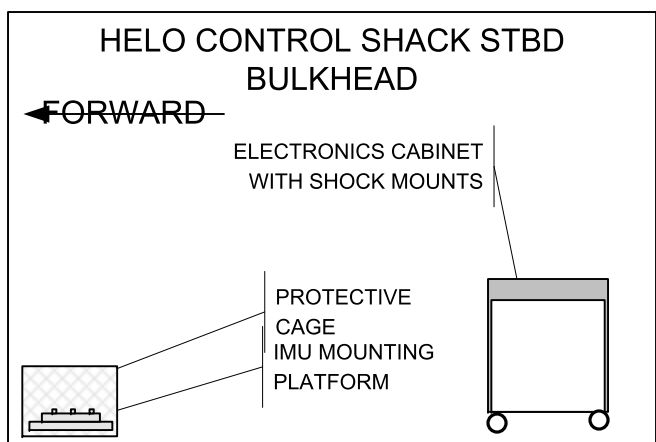 HELO CONTROL SHACK STBD
BULKHEAD
FORWARD
ELECTRONICS CABINET
WITH SHOCK MOUNTS
PROTECTIVE
CAGE
IMU MOUNTING
PLATFORM